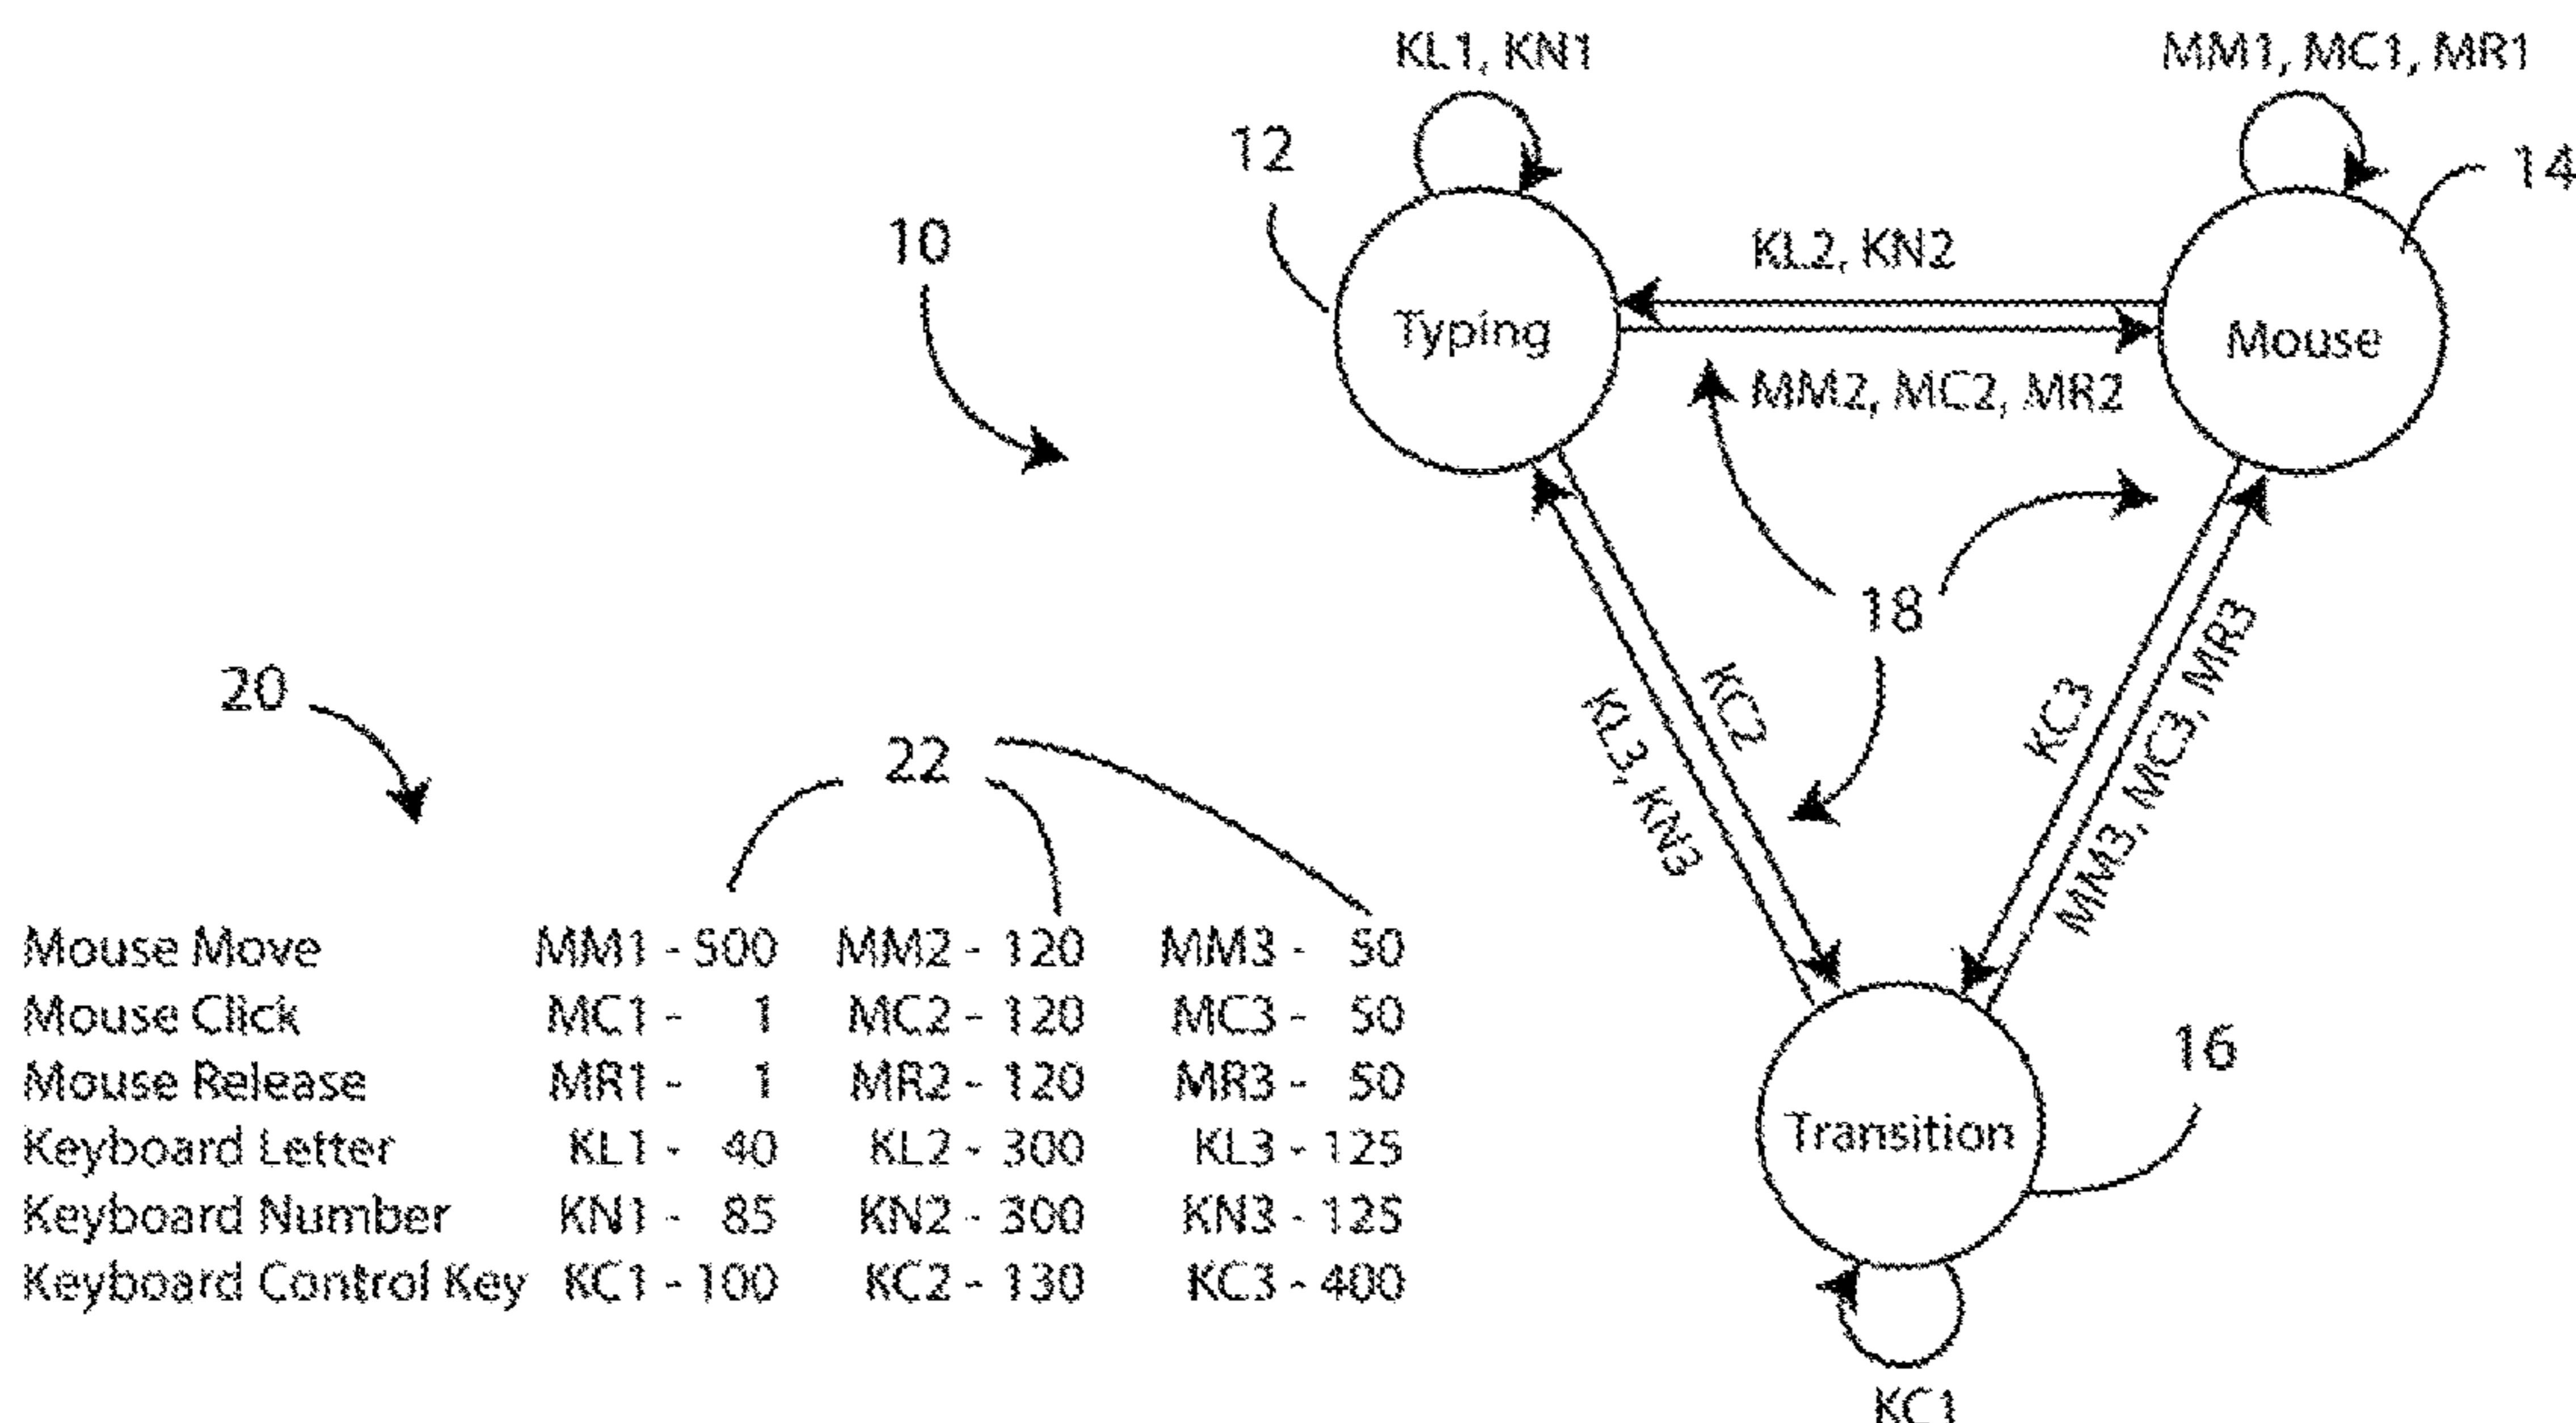 KL1, KN1
MM1, MC1, MR1
12
14
10
KL2, KN2
Typing
Mouse
MM2, MC2, MR2
18
20
KC2
KL3, KN3
KC3
MM3, MC3, MR3
22
Mouse Move MM1 - 500 MM2 - 120 MM3 - 50
Mouse Click MC1 - 1 MC2 - 120 MC3 - 50
Mouse Release MR1 - 1 MR2 - 120 MR3 - 50
Keyboard Letter KL1 - 40 KL2 - 300 KL3 - 125
Keyboard Number KN1 - 85 KN2 - 300 KN3 - 125
Keyboard Control Key KC1 - 100 KC2 - 130 KC3 - 400
16
Transition
KC1